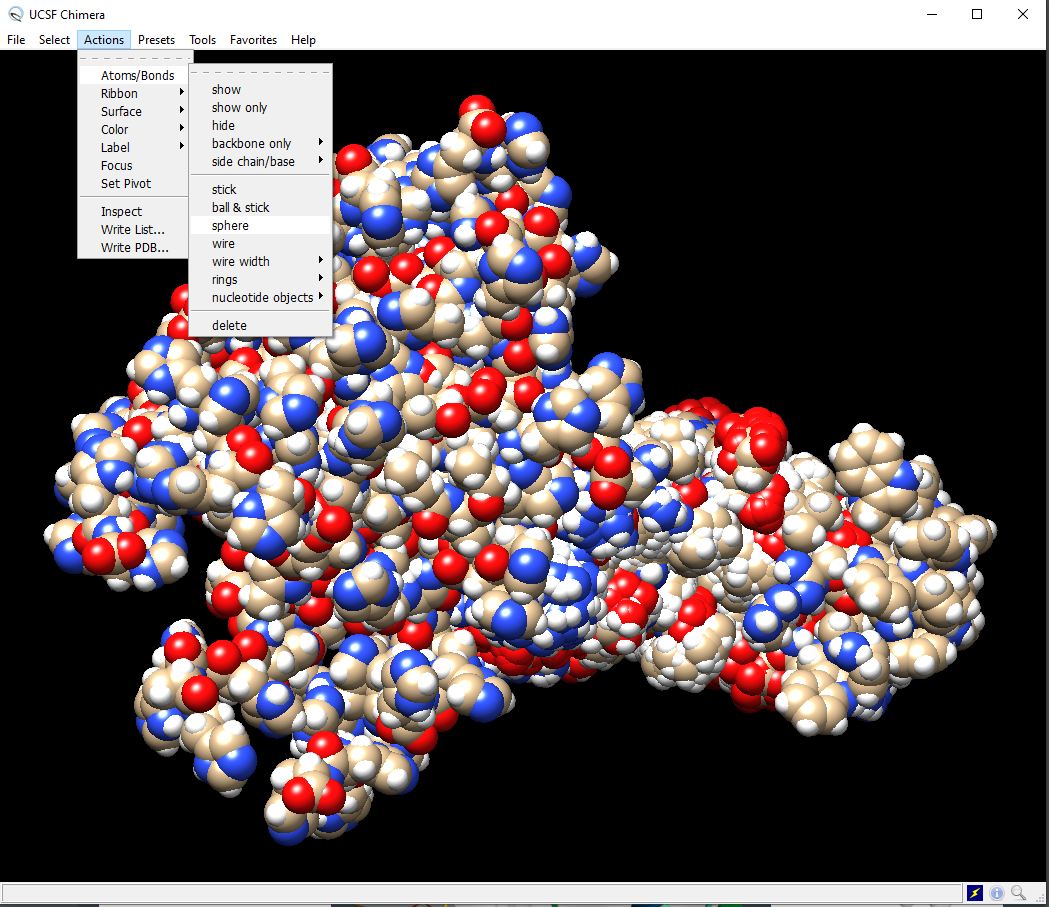 UCSF Chimera
File Select Actions Presets Tools Favorites Help
Atoms/Bonds
Ribbon
Surface
Color
Label
Focus
Set Pivot
Inspect
Write List...
Write PDB...
show
show only
hide
backbone only
side chain/base
stick
ball & stick
sphere
wire
wire width
rings
nucleotide objects
delete